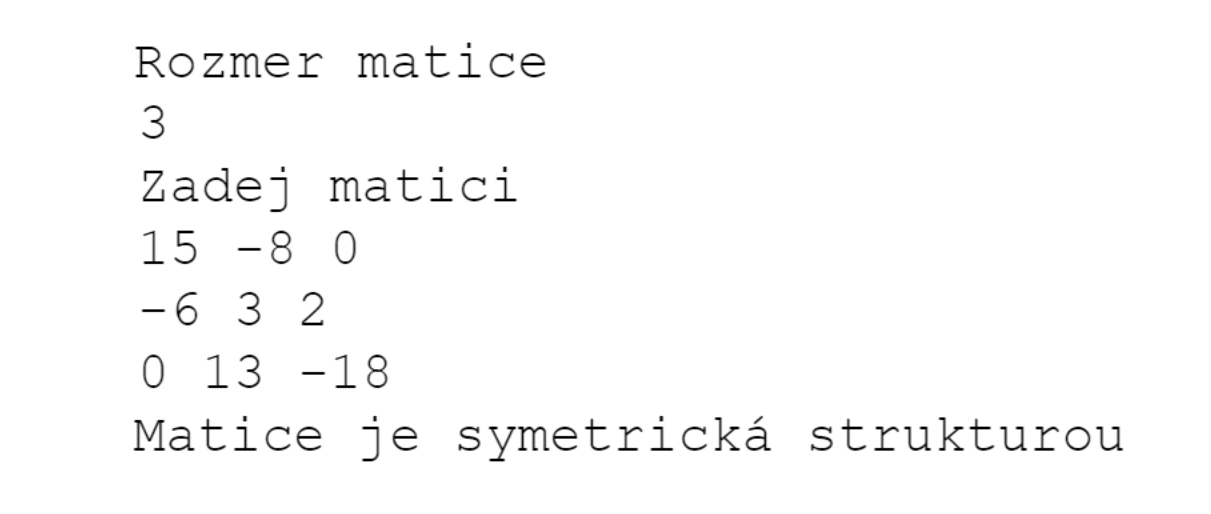 Rozmer matice
3
Zadej matici
15 -8 0
-6 3 2
0 13 -18
Matice je symetrická strukturou